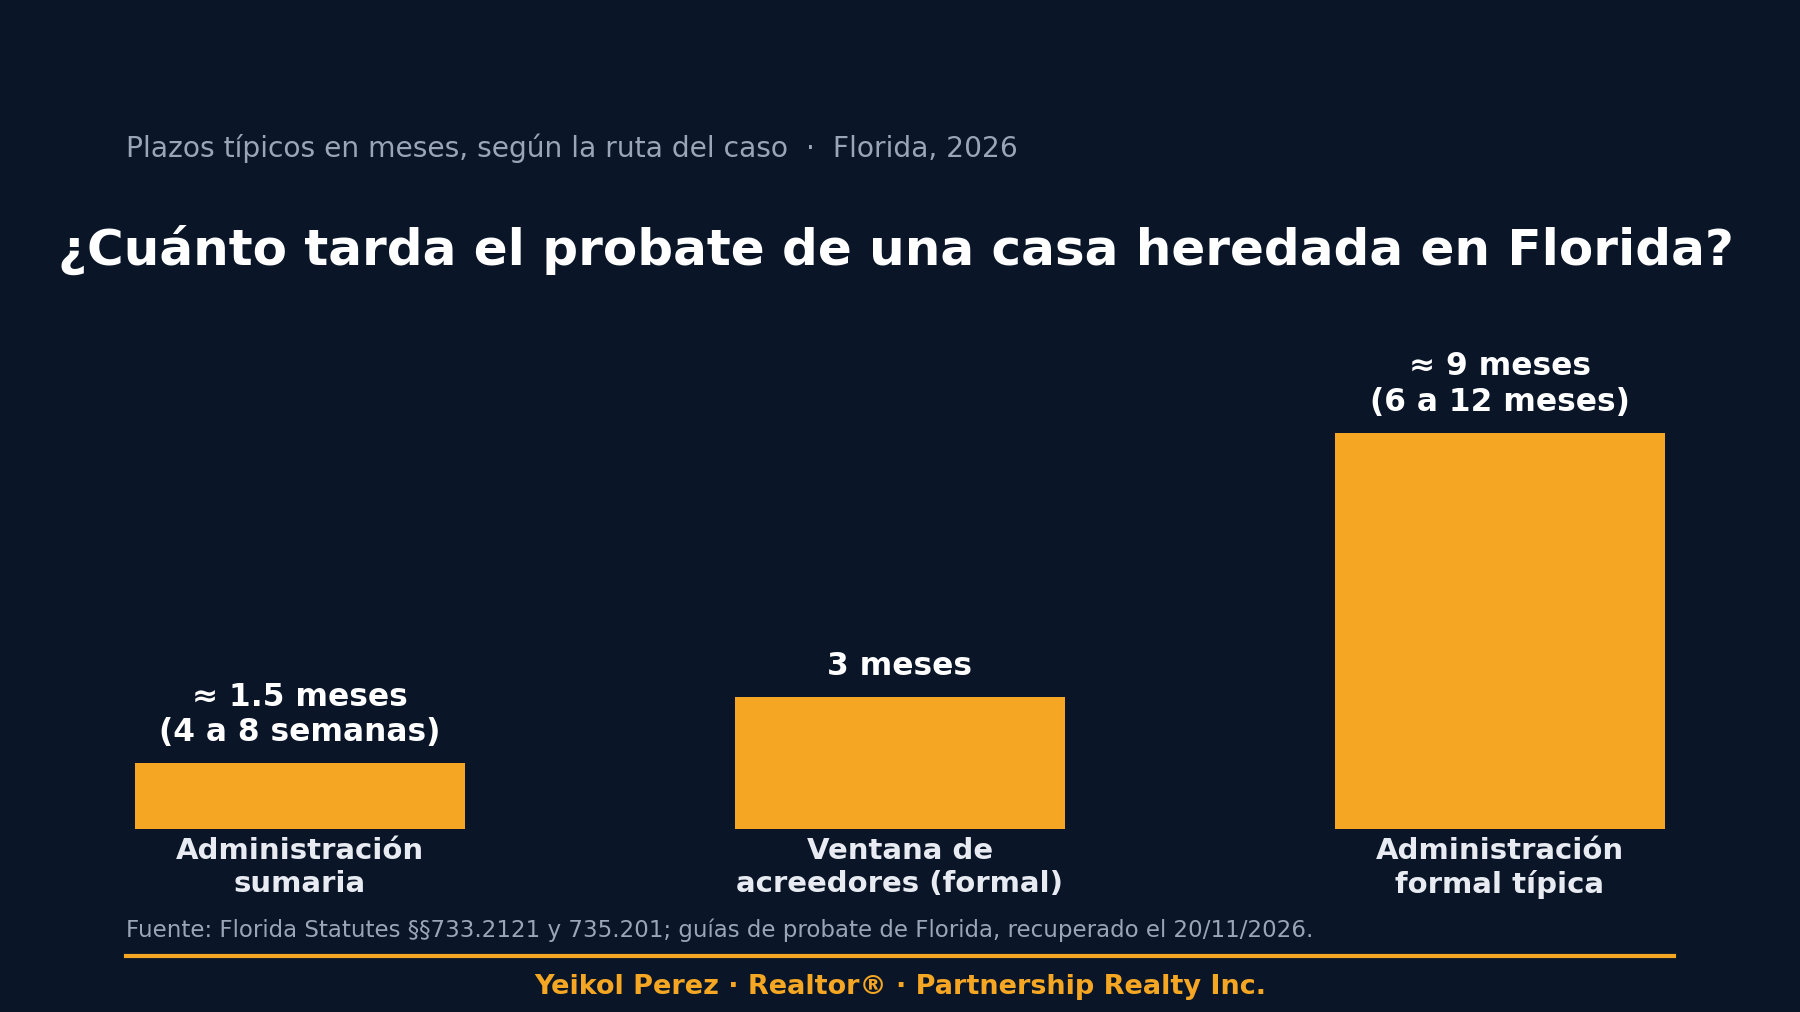 Plazos típicos en meses, según la ruta del caso · Florida, 2026
¿Cuánto tarda el probate de una casa heredada en Florida?
≈ 1.5 meses
(4 a 8 semanas)
3 meses
≈ 9 meses
(6 a 12 meses)
Administración
sumaria
Ventana de
acreedores (formal)
Administración
formal típica
Fuente: Florida Statutes §§733.2121 y 735.201; guías de probate de Florida, recuperado el 20/11/2026.
Yeikol Perez · Realtor® · Partnership Realty Inc.